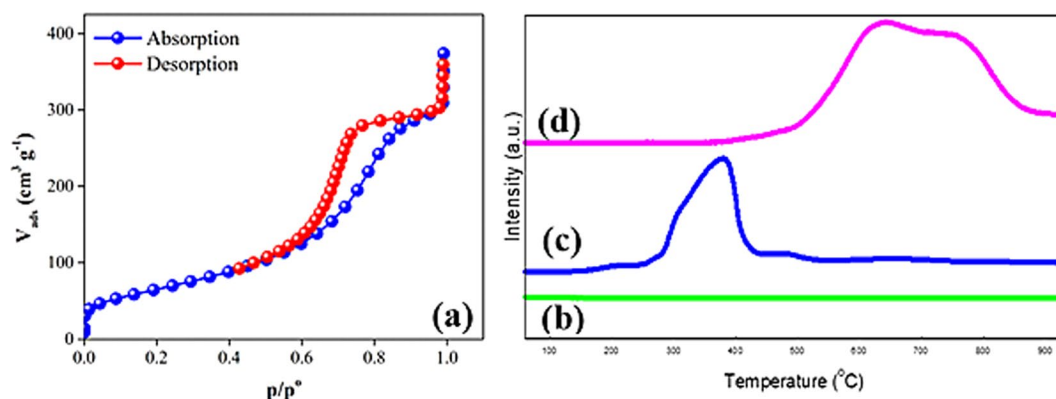 400
300
200
100
0
V_ads (cm³ g⁻¹)
Absorption
Desorption
(a)
0.0 0.2 0.4 0.6 0.8 1.0
p/p°
Intensity (a.u.)
(d)
(c)
(b)
100 200 300 400 500 600 700 800 900
Temperature (°C)